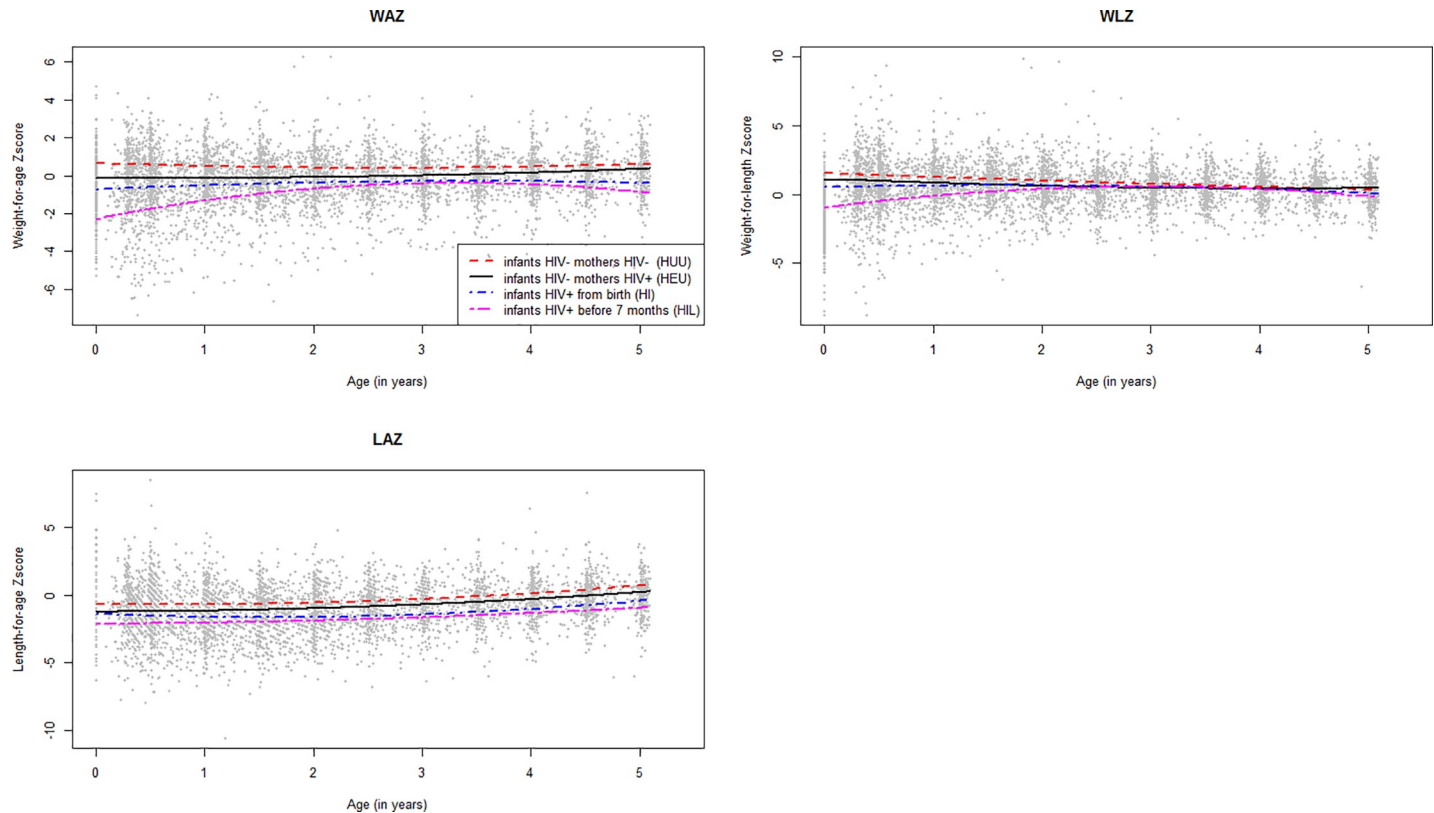 WAZ
Weight-for-age Zscore
6
4
2
0
-2
-4
-6
infants HIV- mothers HIV- (HUU)
infants HIV- mothers HIV+ (HEU)
infants HIV+ from birth (HI)
infants HIV+ before 7 months (HIL)
0 1 2 3 4 5
Age (in years)
WLZ
Weight-for-length Zscore
10
5
0
-5
0 1 2 3 4 5
Age (in years)
LAZ
Length-for-age Zscore
5
0
-5
-10
0 1 2 3 4 5
Age (in years)